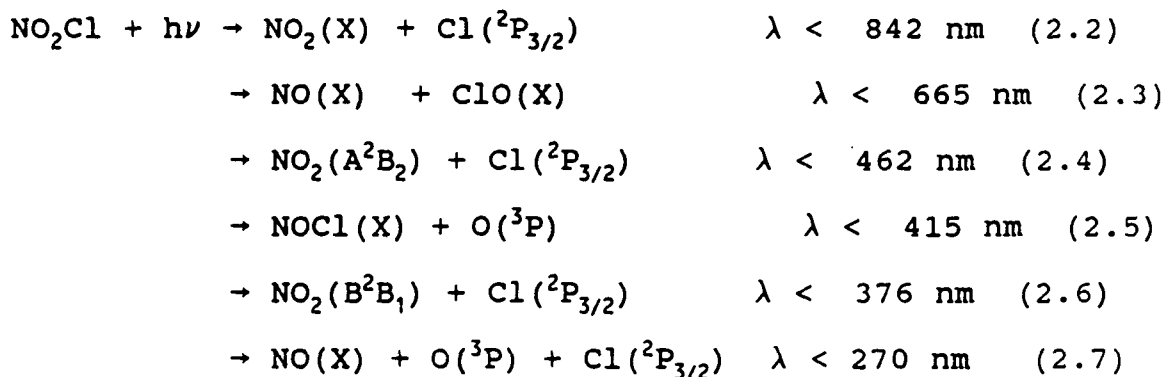 NO₂Cl + hν → NO₂(X) + Cl(²P₃/₂) λ < 842 nm (2.2)
→ NO(X) + ClO(X) λ < 665 nm (2.3)
→ NO₂(A²B₂) + Cl(²P₃/₂) λ < 462 nm (2.4)
→ NOCl(X) + O(³P) λ < 415 nm (2.5)
→ NO₂(B²B₁) + Cl(²P₃/₂) λ < 376 nm (2.6)
→ NO(X) + O(³P) + Cl(²P₃/₂) λ < 270 nm (2.7)